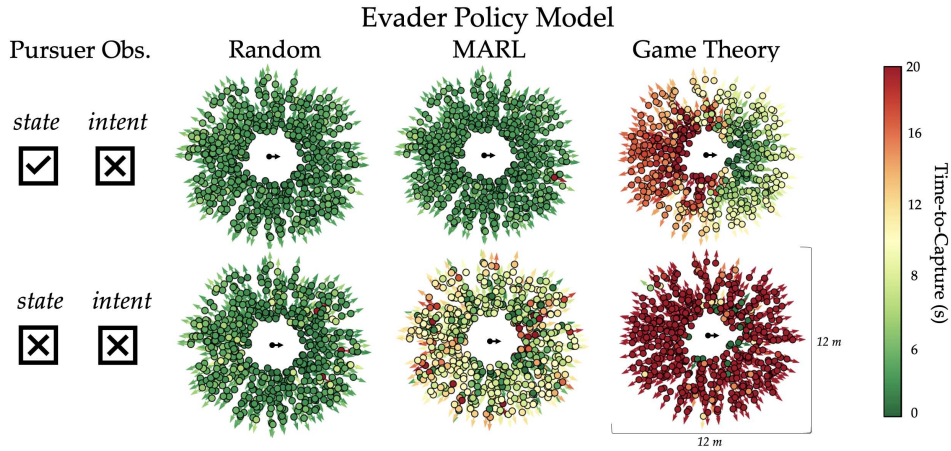 Evader Policy Model
Pursuer Obs. Random MARL Game Theory
state intent
state intent
12 m
12 m
20
16
12
8
6
0
Time-to-Capture (s)